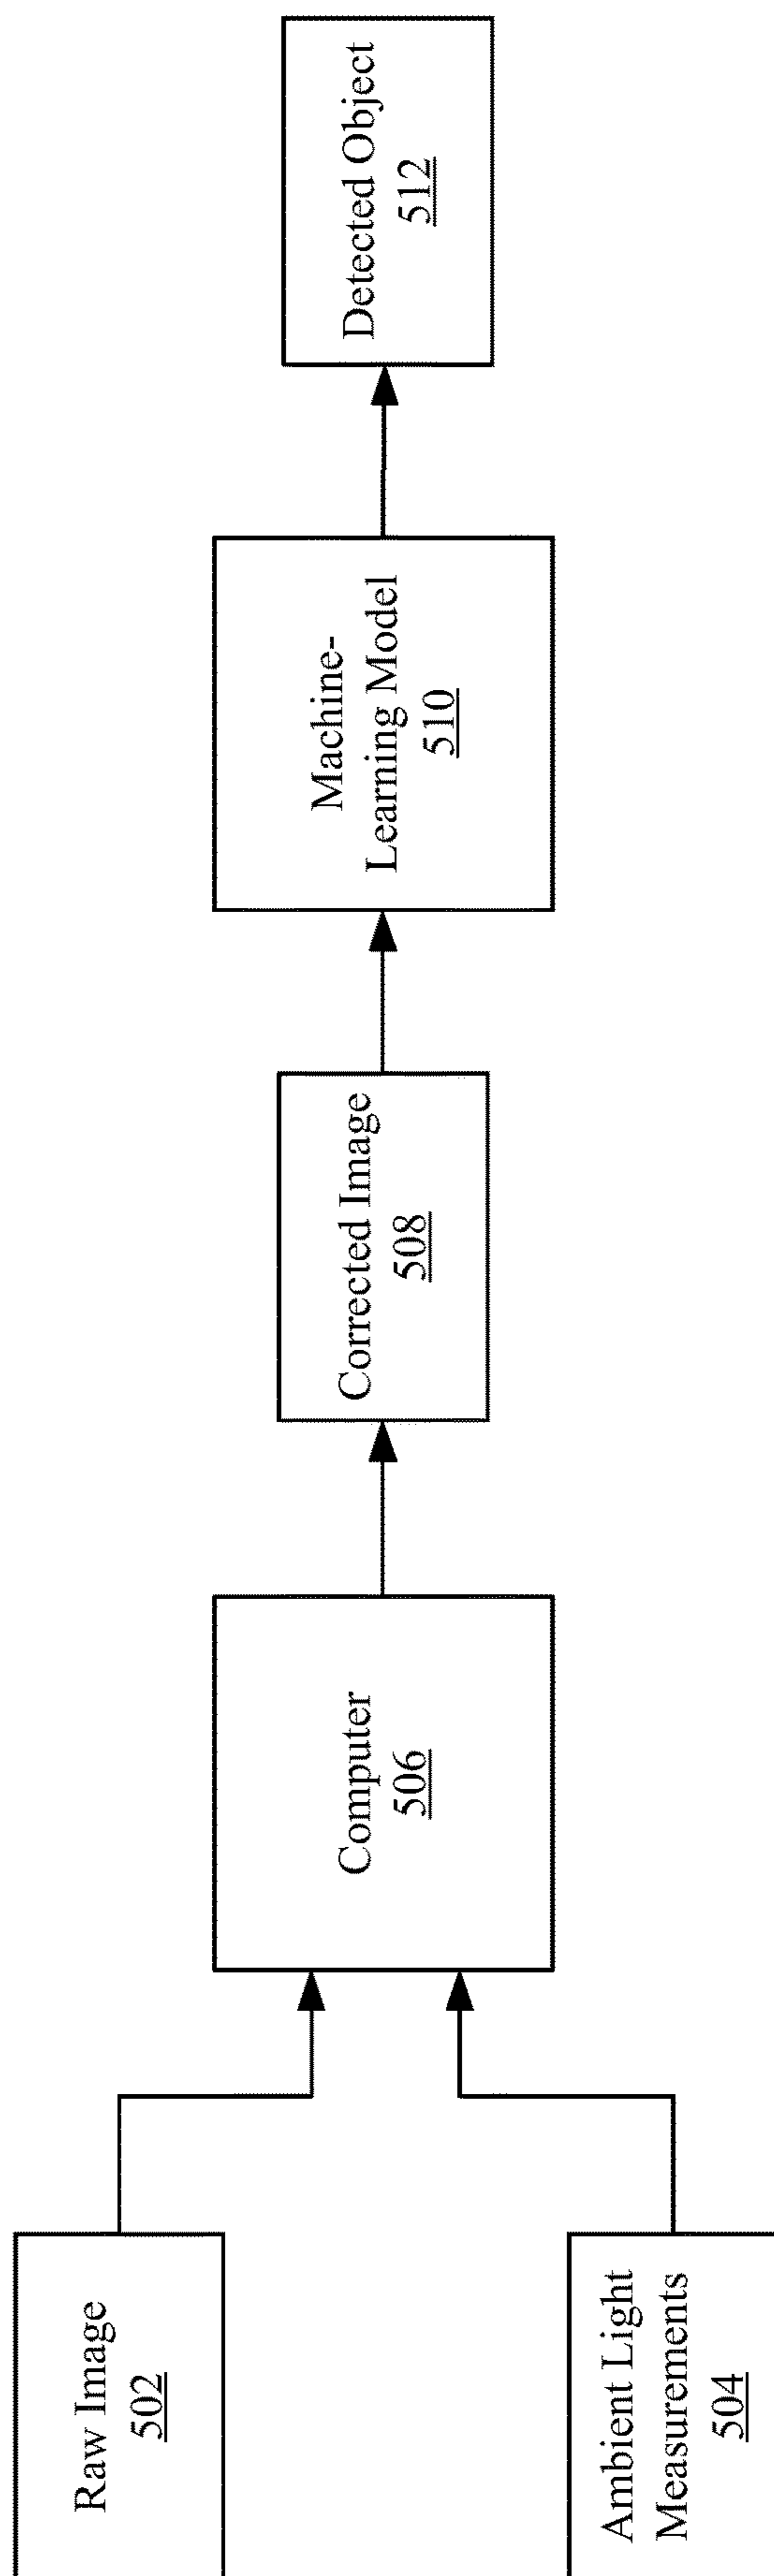 Raw Image
502
Ambient Light
Measurements
504
Computer
506
Corrected Image
508
Machine-
Learning Model
510
Detected Object
512